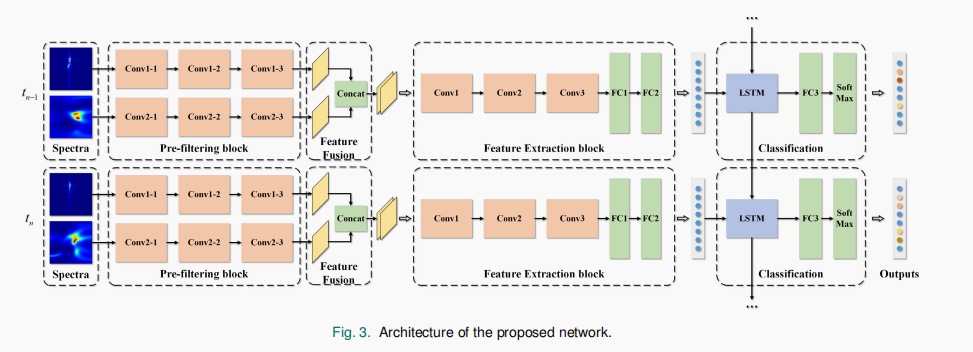 ...
t_{n-1}
Conv1-1
Conv1-2
Conv1-3
Conv2-1
Conv2-2
Conv2-3
Concat
Conv1
Conv2
Conv3
FC1
FC2
LSTM
FC3
Soft
Max
Spectra
Pre-filtering block
Feature
Fusion
Feature Extraction block
Classification
t_n
Conv1-1
Conv1-2
Conv1-3
Conv2-1
Conv2-2
Conv2-3
Concat
Conv1
Conv2
Conv3
FC1
FC2
LSTM
FC3
Soft
Max
Spectra
Pre-filtering block
Feature
Fusion
Feature Extraction block
Classification
Outputs
...
Fig. 3. Architecture of the proposed network.